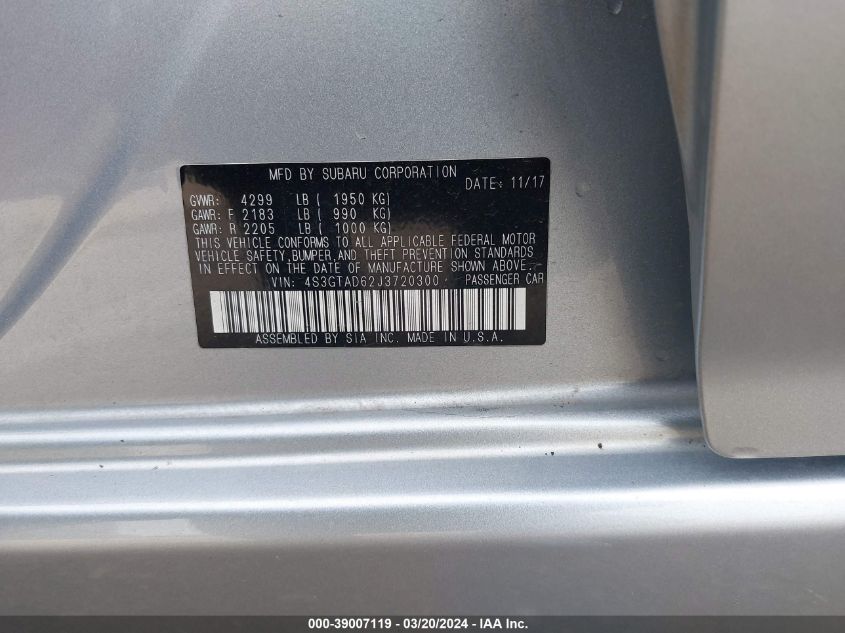 MFD BY SUBARU CORPORATION DATE: 11/17
GVWR: 4299 LB ( 1950 KG)
GAWR: F 2183 LB ( 990 KG)
GAWR: R 2205 LB ( 1000 KG)
THIS VEHICLE CONFORMS TO ALL APPLICABLE FEDERAL MOTOR
VEHICLE SAFETY, BUMPER, AND THEFT PREVENTION STANDARDS
IN EFFECT ON THE DATE OF MANUFACTURE SHOWN ABOVE.
VIN: 4S3GTAD62J3720300 PASSENGER CAR
ASSEMBLED BY SIA INC. MADE IN U.S.A.
000-39007119 - 03/20/2024 - IAA Inc.